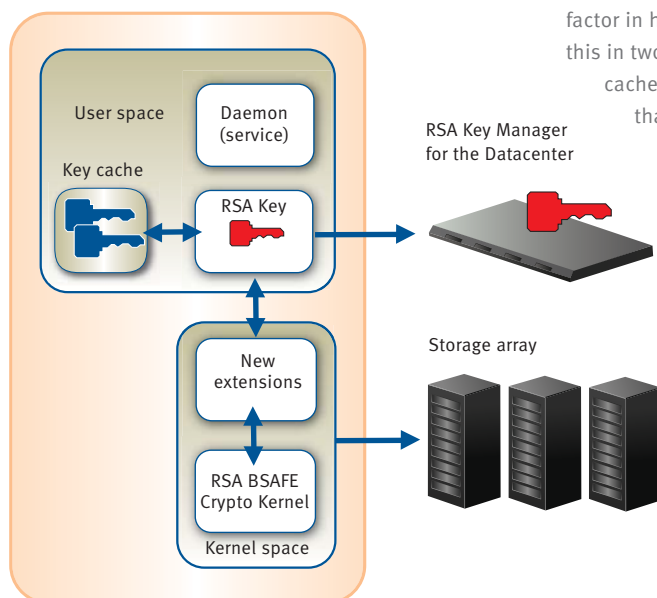 factor in h
this in two
cache
tha
User space
Daemon
(service)
Key cache
RSA Key
RSA Key Manager
for the Datacenter
New
extensions
Storage array
RSA BSAFE
Crypto Kernel
Kernel space